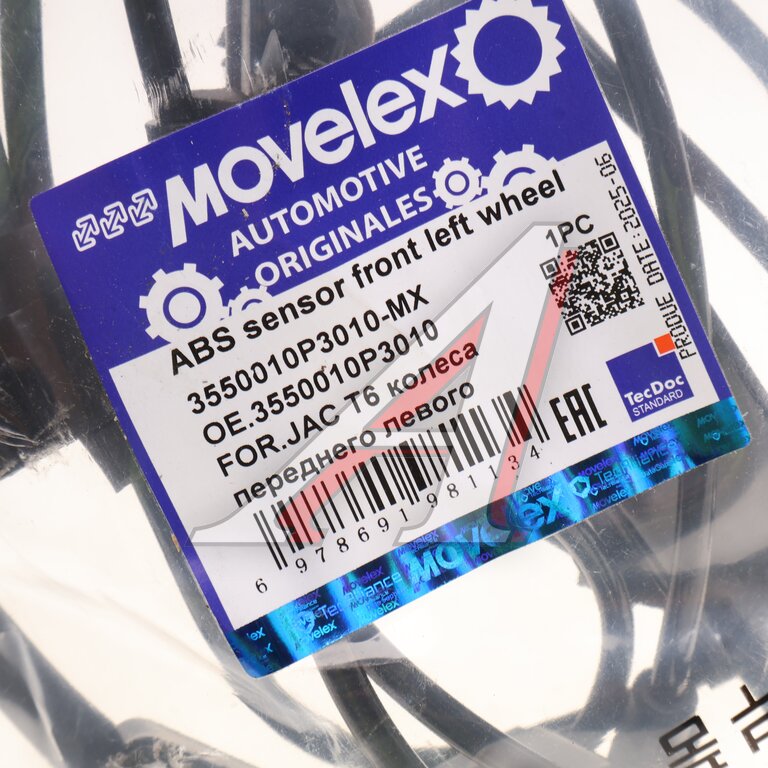 MOVELEX
AUTOMOTIVE
ORIGINALES
ABS sensor front left wheel
1PC
3550010P3010-MX
OE.3550010P3010
FOR.JAC T6 колеса
переднего левого
PRODUE DATE: 2025-06
TecDoc
STANDARD
EAC
6 978691 981134
MOVELEX